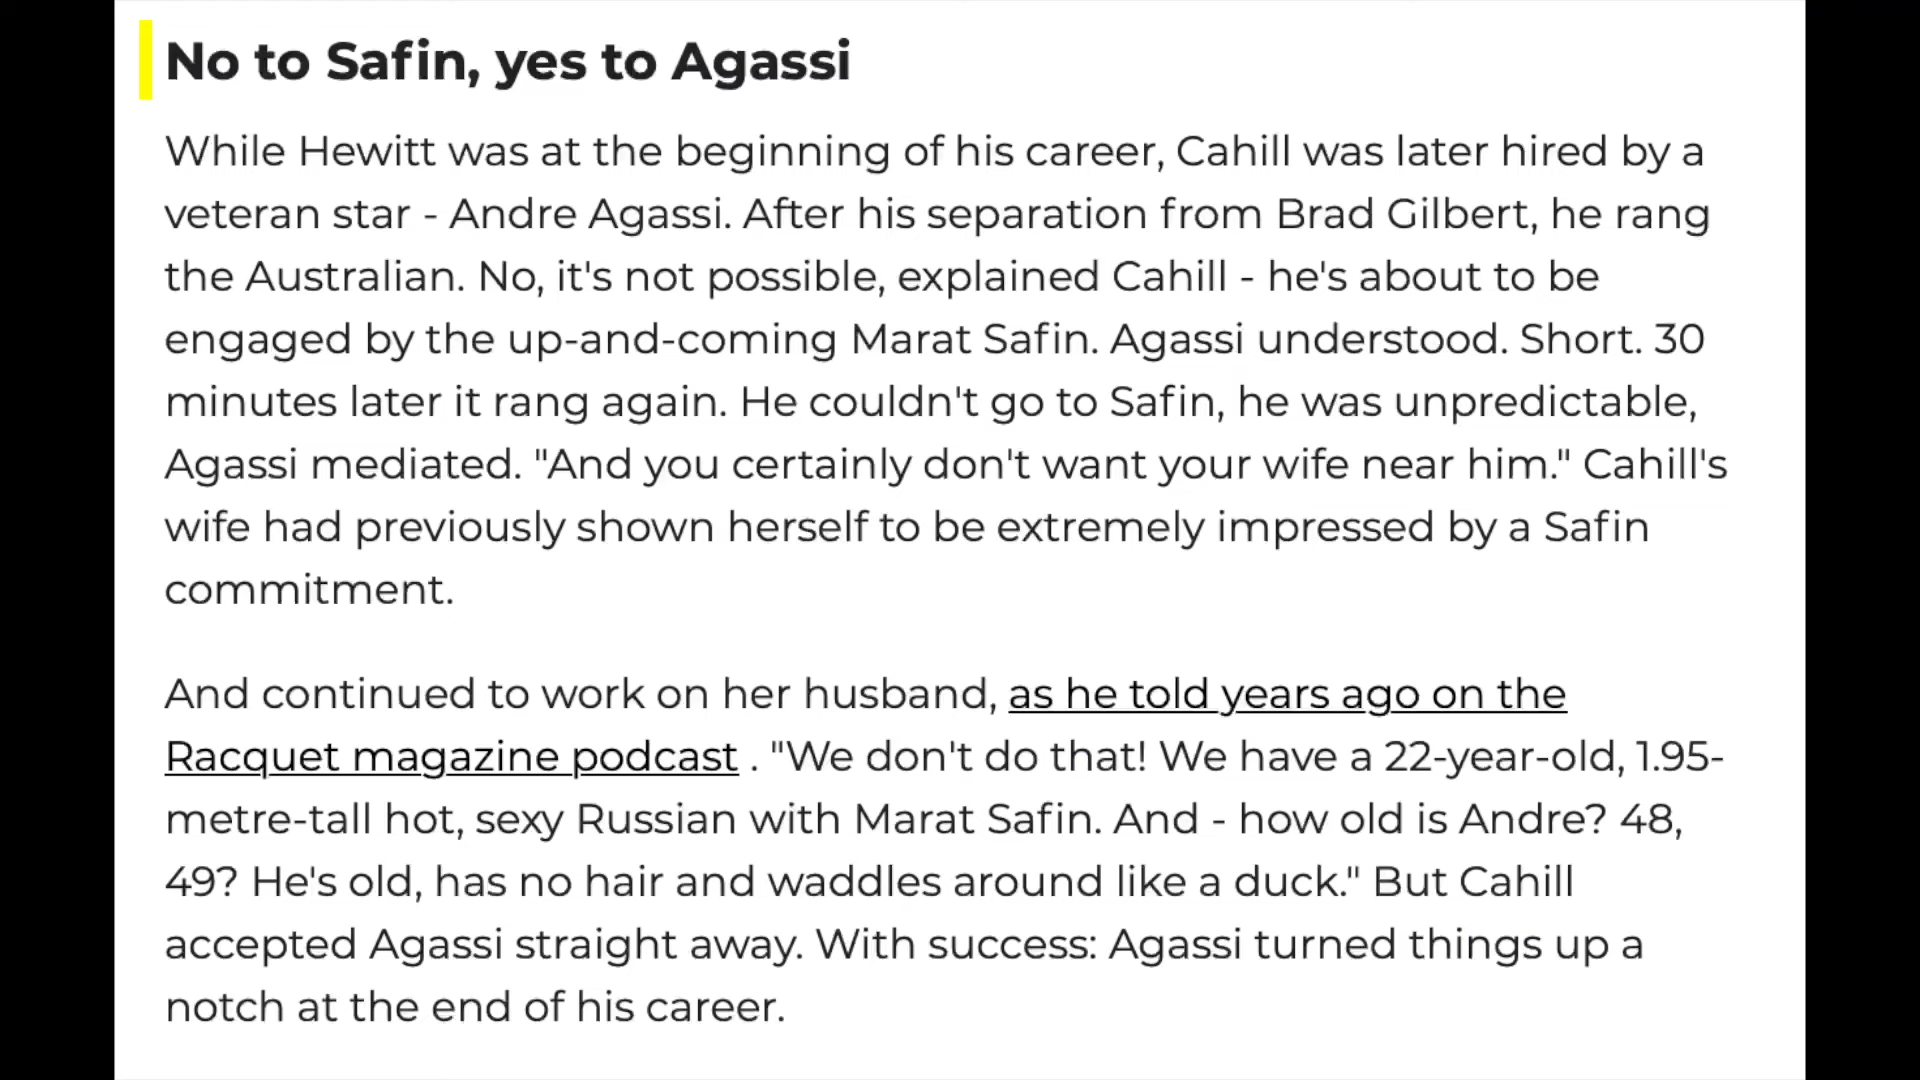 No to Safin, yes to Agassi
While Hewitt was at the beginning of his career, Cahill was later hired by a
veteran star - Andre Agassi. After his separation from Brad Gilbert, he rang
the Australian. No, it's not possible, explained Cahill - he's about to be
engaged by the up-and-coming Marat Safin. Agassi understood. Short. 30
minutes later it rang again. He couldn't go to Safin, he was unpredictable,
Agassi mediated. "And you certainly don't want your wife near him." Cahill's
wife had previously shown herself to be extremely impressed by a Safin
commitment.
And continued to work on her husband, as he told years ago on the
Racquet magazine podcast . "We don't do that! We have a 22-year-old, 1.95-
metre-tall hot, sexy Russian with Marat Safin. And - how old is Andre? 48,
49? He's old, has no hair and waddles around like a duck." But Cahill
accepted Agassi straight away. With success: Agassi turned things up a
notch at the end of his career.